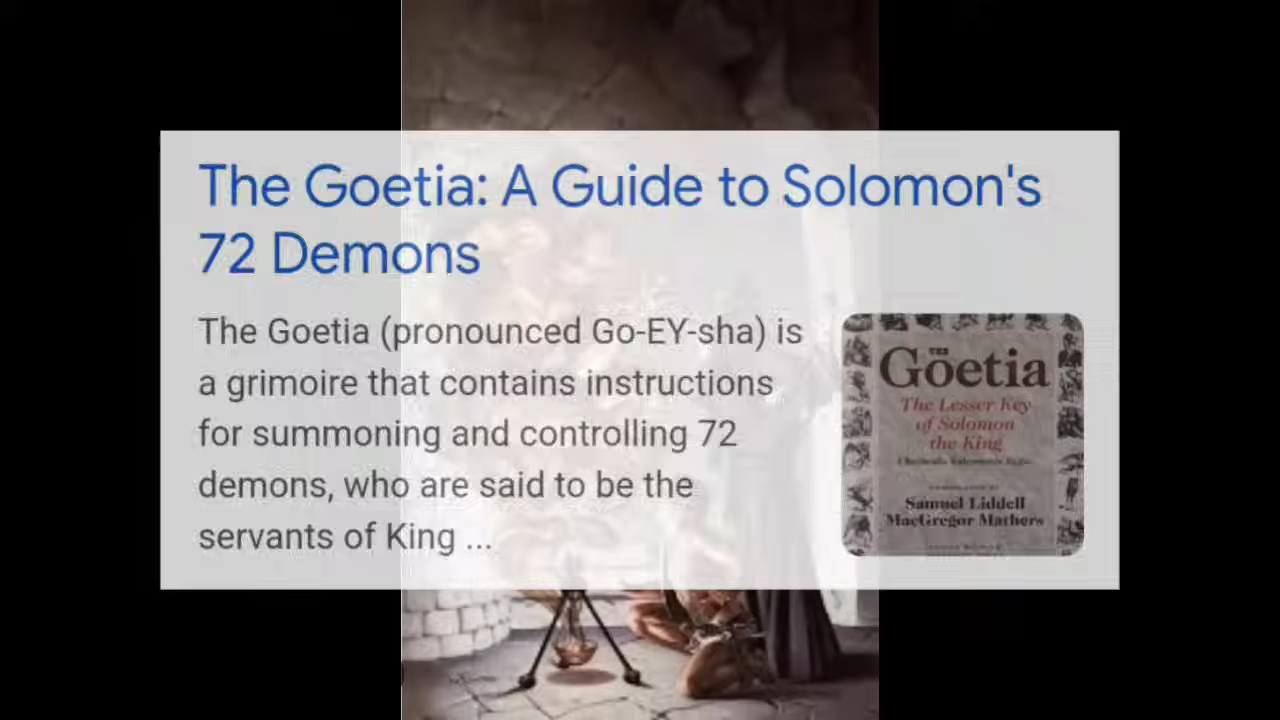 The Goetia: A Guide to Solomon's
72 Demons
The Goetia (pronounced Go-EY-sha) is
a grimoire that contains instructions
for summoning and controlling 72
demons, who are said to be the
servants of King ...
THE
Goetia
The Lesser Key
of Solomon
the King
Samuel Liddell
MacGregor Mathers